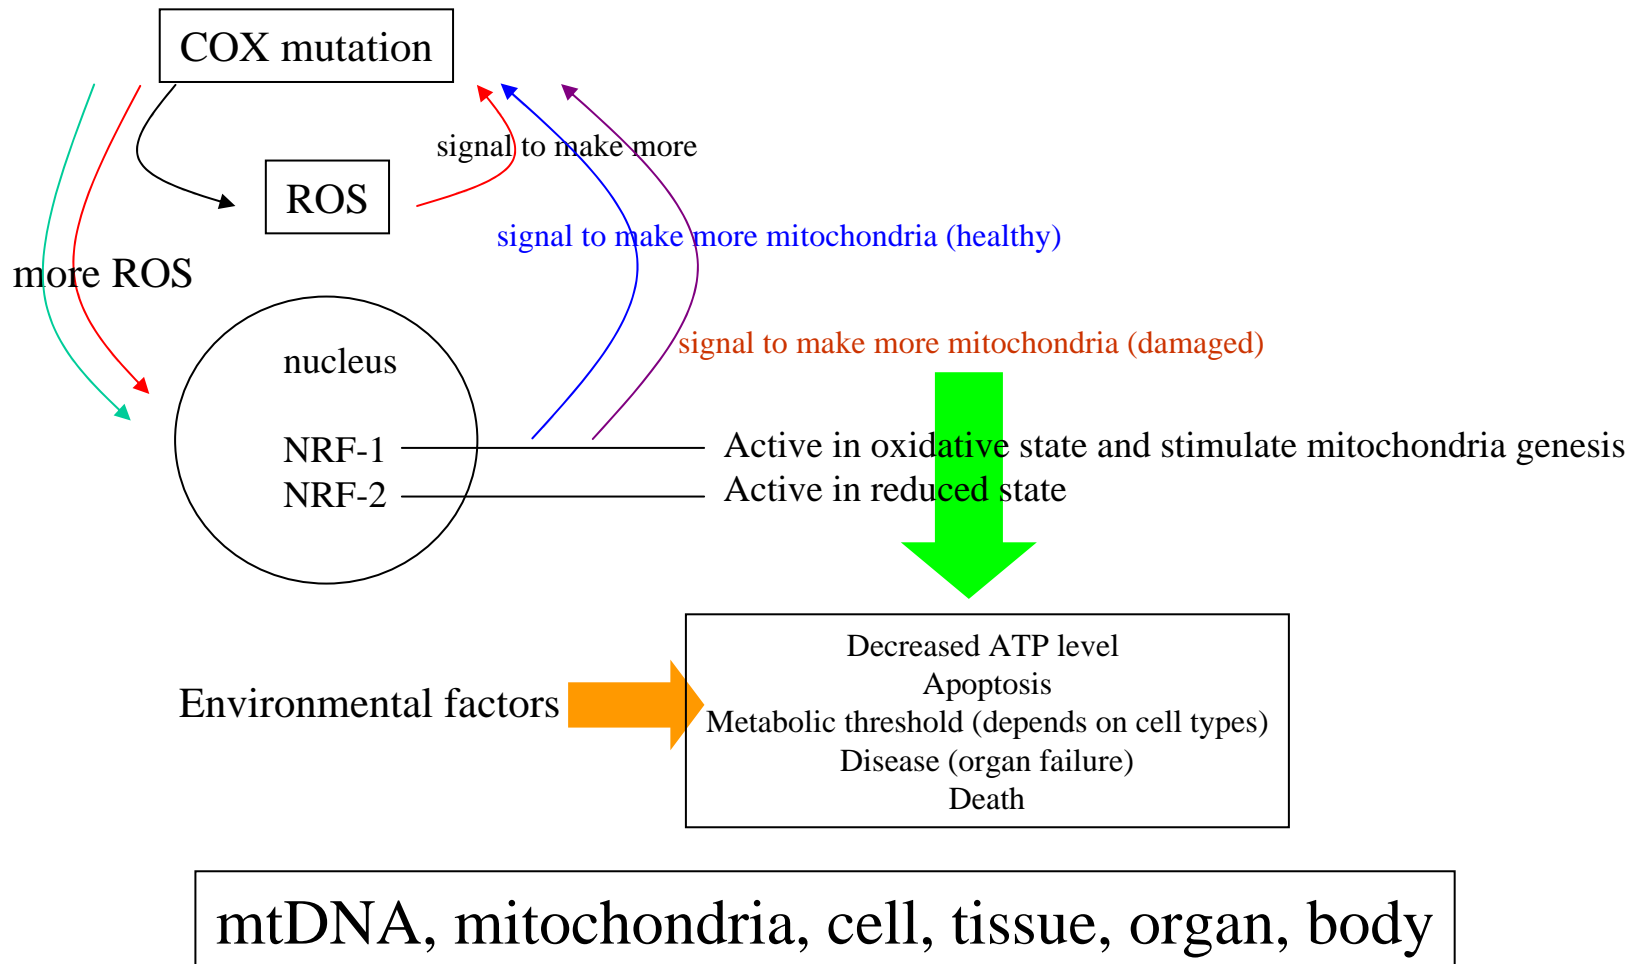 COX mutation
signal to make more
ROS
signal to make more mitochondria (healthy)
more ROS
signal to make more mitochondria (damaged)
nucleus
NRF-1
Active in oxidative state and stimulate mitochondria genesis
NRF-2
Active in reduced state
Decreased ATP level
Apoptosis
Environmental factors
Metabolic threshold (depends on cell types)
Disease (organ failure)
Death
mtDNA, mitochondria, cell, tissue, organ, body